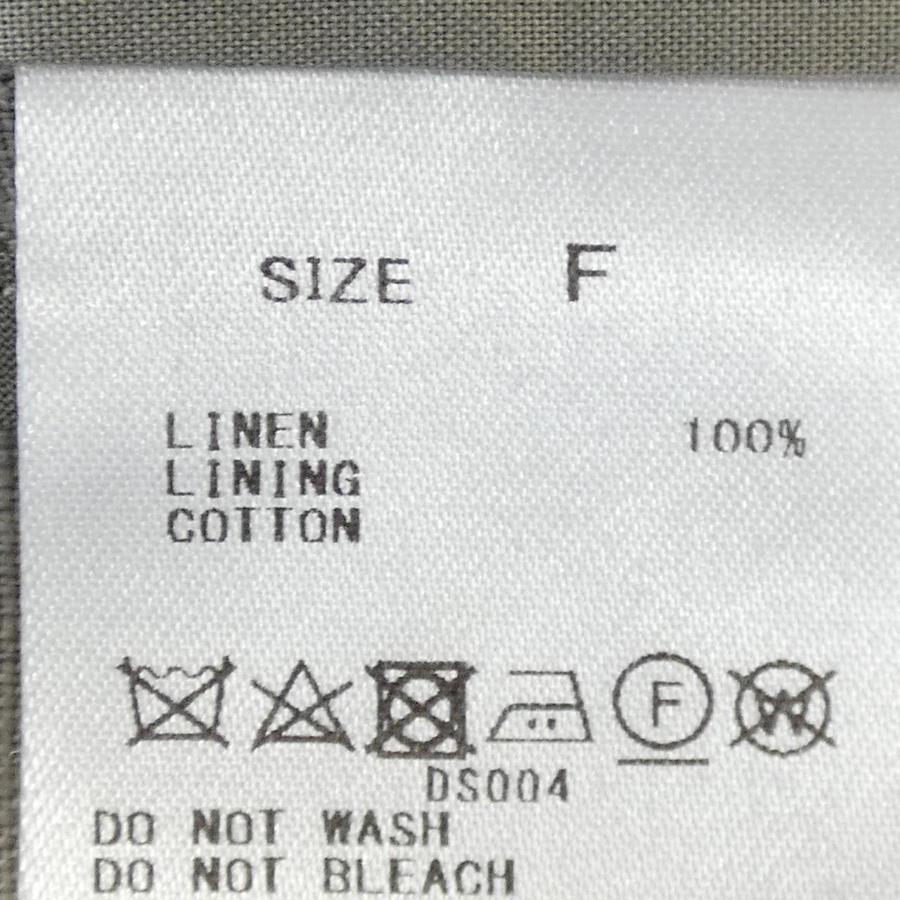 SIZE F
LINEN 100%
LINING
COTTON
F W
DS004
DO NOT WASH
DO NOT BLEACH